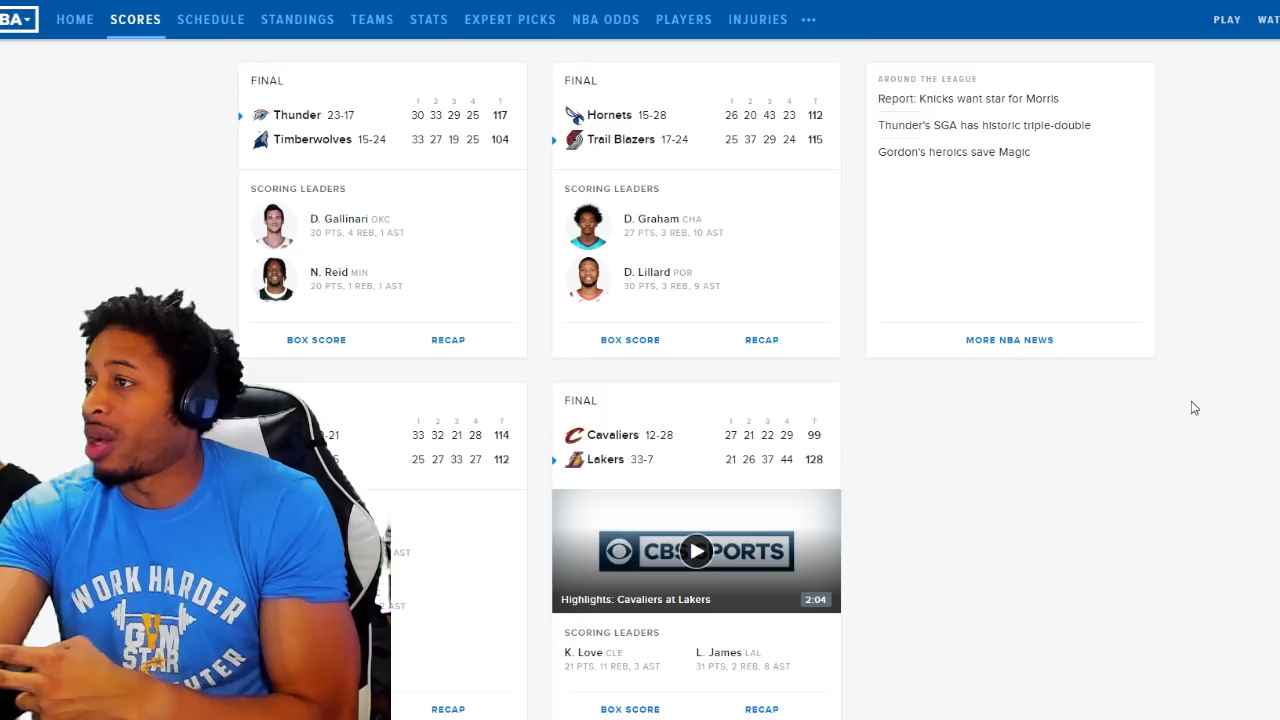 BA
HOME SCORES SCHEDULE STANDINGS TEAMS STATS EXPERT PICKS NBA ODDS PLAYERS INJURIES ••• PLAY WAT
FINAL
1 2 3 4 T
Thunder 23-17 30 33 29 25 117
Timberwolves 15-24 33 27 19 25 104
SCORING LEADERS
D. Gallinari OKC
30 PTS, 4 REB, 1 AST
N. Reid MIN
20 PTS, 1 REB, 1 AST
BOX SCORE RECAP
FINAL
1 2 3 4 T
Hornets 15-28 26 20 43 23 112
Trail Blazers 17-24 25 37 29 24 115
SCORING LEADERS
D. Graham CHA
27 PTS, 3 REB, 10 AST
D. Lillard POR
30 PTS, 3 REB, 9 AST
BOX SCORE RECAP
AROUND THE LEAGUE
Report: Knicks want star for Morris
Thunder's SGA has historic triple-double
Gordon's heroics save Magic
MORE NBA NEWS
1 2 3 4 T
-21 33 32 21 28 114
25 27 33 27 112
AST
AST
RECAP
FINAL
1 2 3 4 T
Cavaliers 12-28 27 21 22 29 99
Lakers 33-7 21 26 37 44 128
CBS SPORTS
Highlights: Cavaliers at Lakers 2:04
SCORING LEADERS
K. Love CLE L. James LAL
21 PTS, 11 REB, 3 AST 31 PTS, 2 REB, 8 AST
BOX SCORE RECAP
WORK HARDER
GYM
STAR